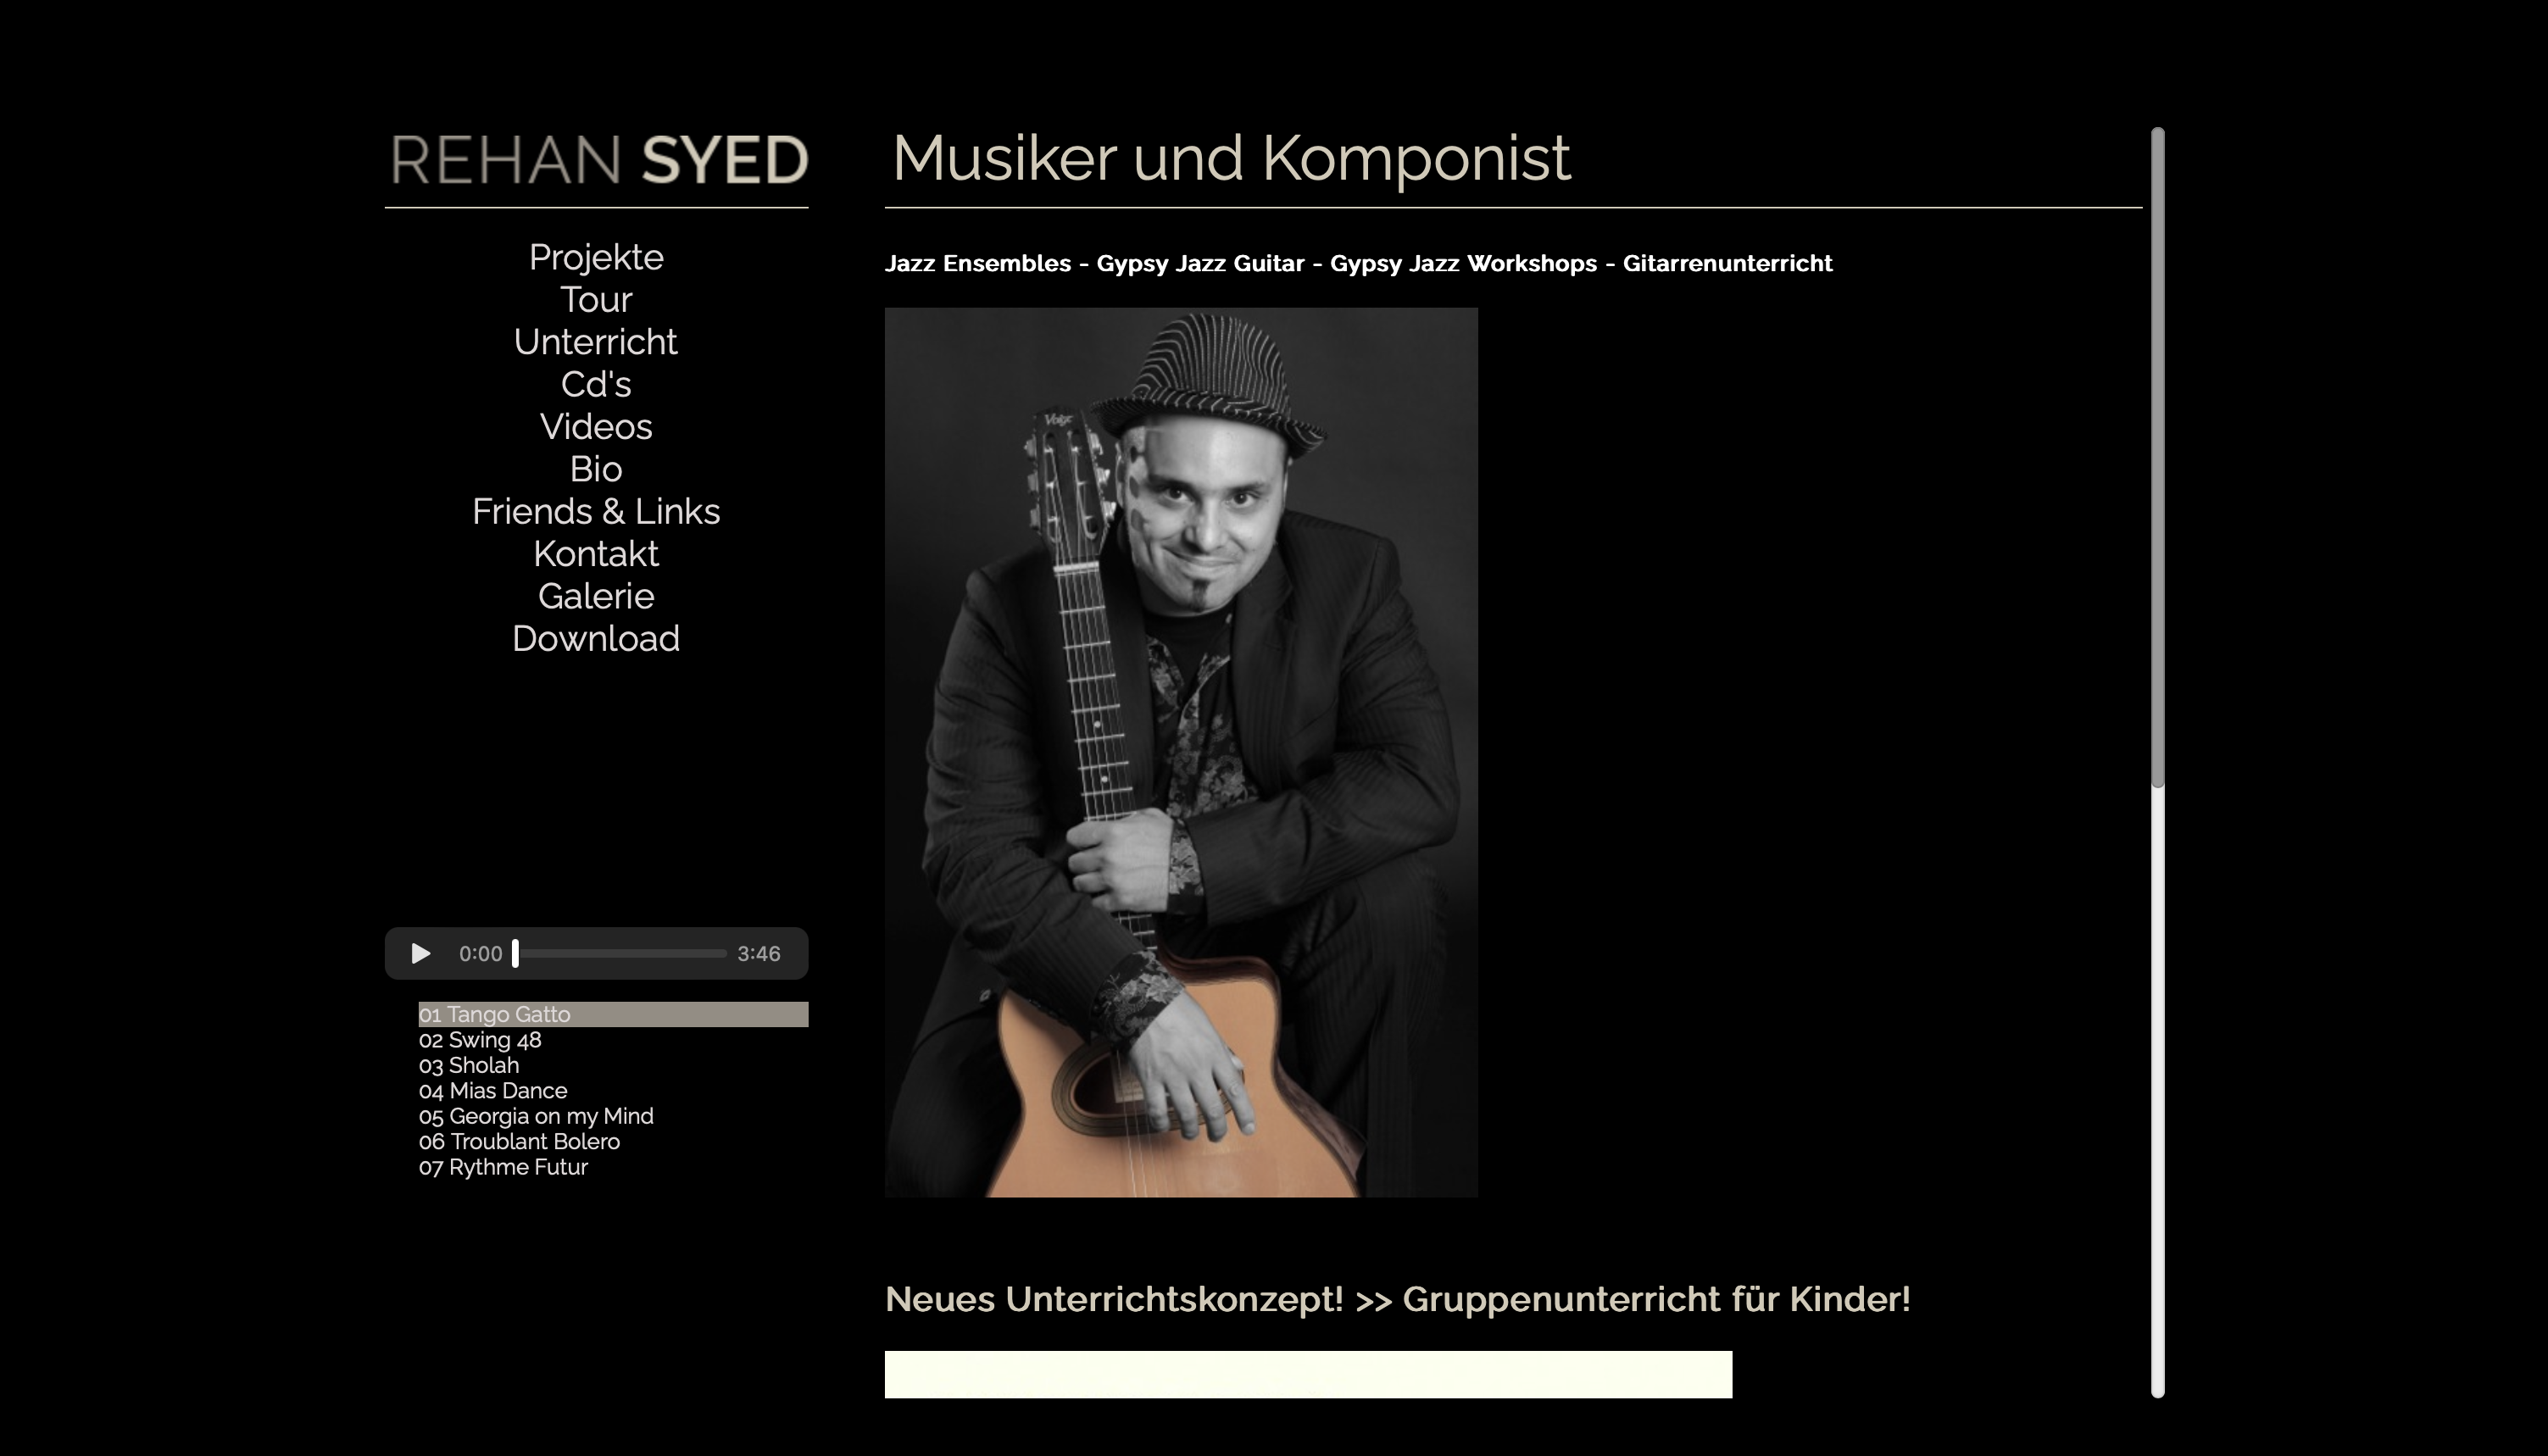 REHAN SYED
Musiker und Komponist
Projekte
Tour
Unterricht
Cd's
Videos
Bio
Friends & Links
Kontakt
Galerie
Download
0:00 3:46
01 Tango Gatto
02 Swing 48
03 Sholah
04 Mias Dance
05 Georgia on my Mind
06 Troublant Bolero
07 Rythme Futur
Jazz Ensembles - Gypsy Jazz Guitar - Gypsy Jazz Workshops - Gitarrenunterricht
Voigt
Neues Unterrichtskonzept! >> Gruppenunterricht für Kinder!